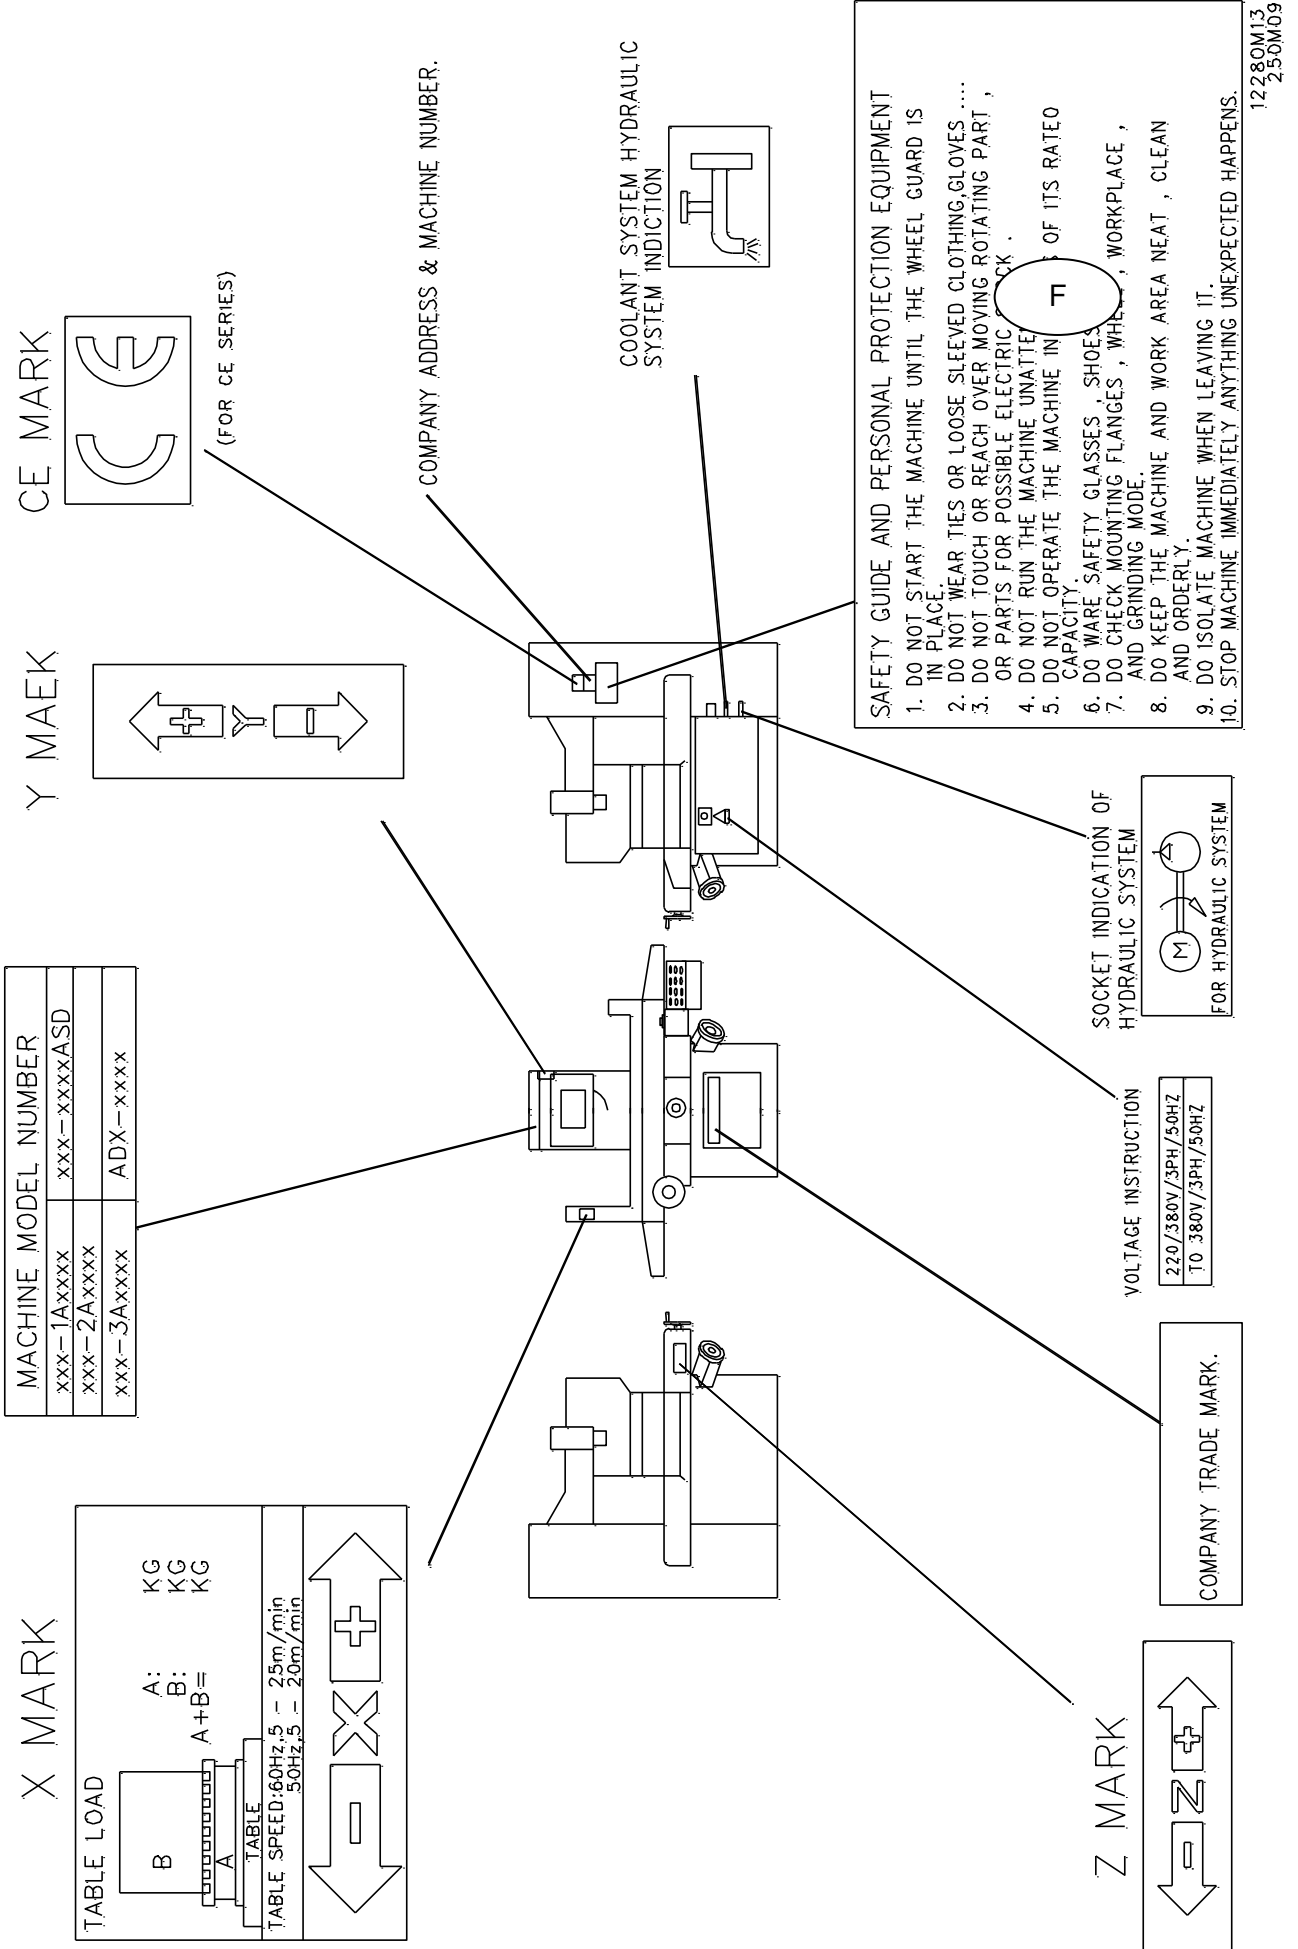 X MARK
TABLE LOAD
A: KG
B: KG
A+B= KG
B
A
TABLE
TABLE SPEED:60Hz,5 - 25m/min
50Hz,5 - 20m/min
- X +
MACHINE MODEL NUMBER
xxx-1Axxxx xxx-xxxxASD
xxx-2Axxxx
xxx-3Axxxx ADX-xxxx
Y MAEK
- Y +
CE MARK
CE
(FOR CE SERIES)
COMPANY ADDRESS & MACHINE NUMBER.
COOLANT SYSTEM HYDRAULIC
SYSTEM INDICTION
Z MARK
- Z +
COMPANY TRADE MARK.
VOLTAGE INSTRUCTION
220/380V/3PH/50HZ
TO 380V/3PH/50HZ
SOCKET INDICATION OF
HYDRAULIC SYSTEM
M
FOR HYDRAULIC SYSTEM
SAFETY GUIDE AND PERSONAL PROTECTION EQUIPMENT
1. DO NOT START THE MACHINE UNTIL THE WHEEL GUARD IS
IN PLACE.
2. DO NOT WEAR TIES OR LOOSE SLEEVED CLOTHING,GLOVES ....
3. DO NOT TOUCH OR REACH OVER MOVING ROTATING PART ,
OR PARTS FOR POSSIBLE ELECTRIC
4. DO NOT RUN THE MACHINE
5. DO NOT OPERATE THE MACHINE IN OF ITS RATED
CAPACITY.
6. DO WARE SAFETY GLASSES , SHOES
7. DO CHECK MOUNTING FLANGES , , WORKPLACE ,
AND GRINDING MODE.
8. DO KEEP THE MACHINE AND WORK AREA NEAT , CLEAN
AND ORDERLY.
9. DO ISOLATE MACHINE WHEN LEAVING IT.
10. STOP MACHINE IMMEDIATELY ANYTHING UNEXPECTED HAPPENS.
F
12280M13
250M09